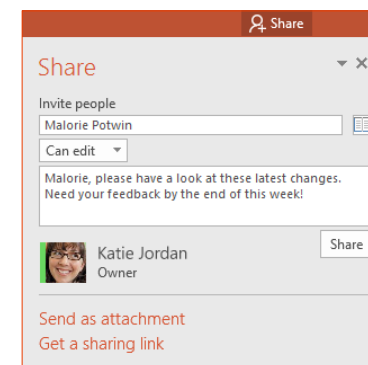 Share
Share
Invite people
Malorie Potwin
Can edit
Malorie, please have a look at these latest changes.
Need your feedback by the end of this week!
Share
Katie Jordan
Owner
Send as attachment
Get a sharing link